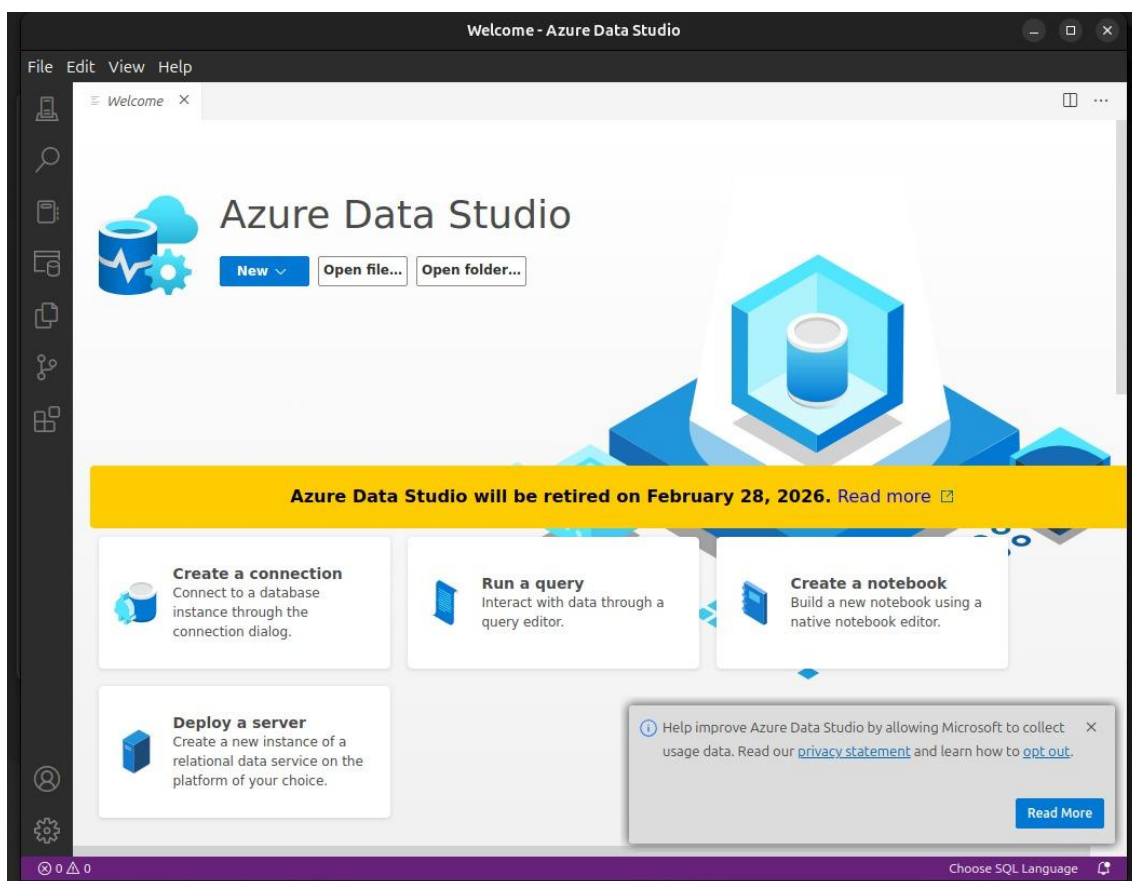 Welcome - Azure Data Studio
File Edit View Help
Welcome
Azure Data Studio
New
Open file...
Open folder...
Azure Data Studio will be retired on February 28, 2026. Read more
Create a connection
Connect to a database
instance through the
connection dialog.
Run a query
Interact with data through a
query editor.
Create a notebook
Build a new notebook using a
native notebook editor.
Deploy a server
Create a new instance of a
relational data service on the
platform of your choice.
Help improve Azure Data Studio by allowing Microsoft to collect
usage data. Read our privacy statement and learn how to opt out.
Read More
0 0
Choose SQL Language